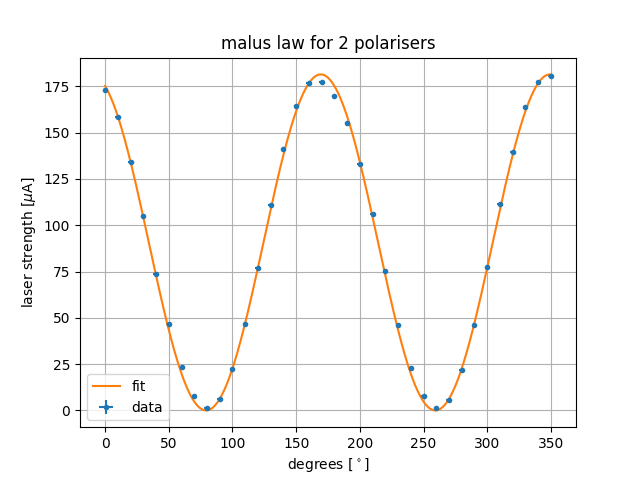 malus law for 2 polarisers
laser strength [μA]
175
150
125
100
75
50
25
0
fit
data
0 50 100 150 200 250 300 350
degrees [°]